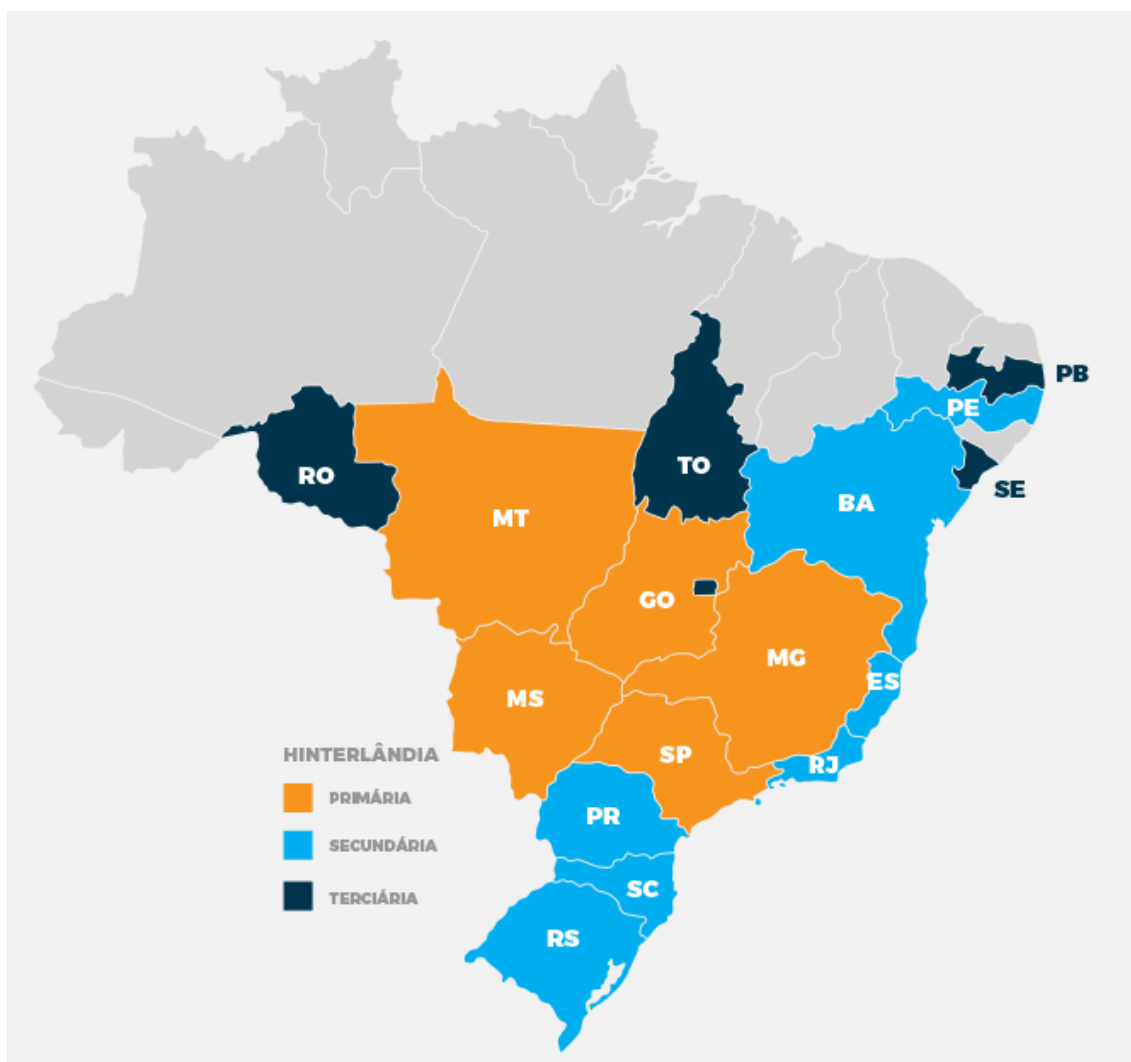 PB
PE
RO
TO
SE
BA
MT
GO
MG
ES
MS
SP
RJ
HINTERLÂNDIA
PRIMÁRIA
SECUNDÁRIA
TERCIÁRIA
PR
SC
RS